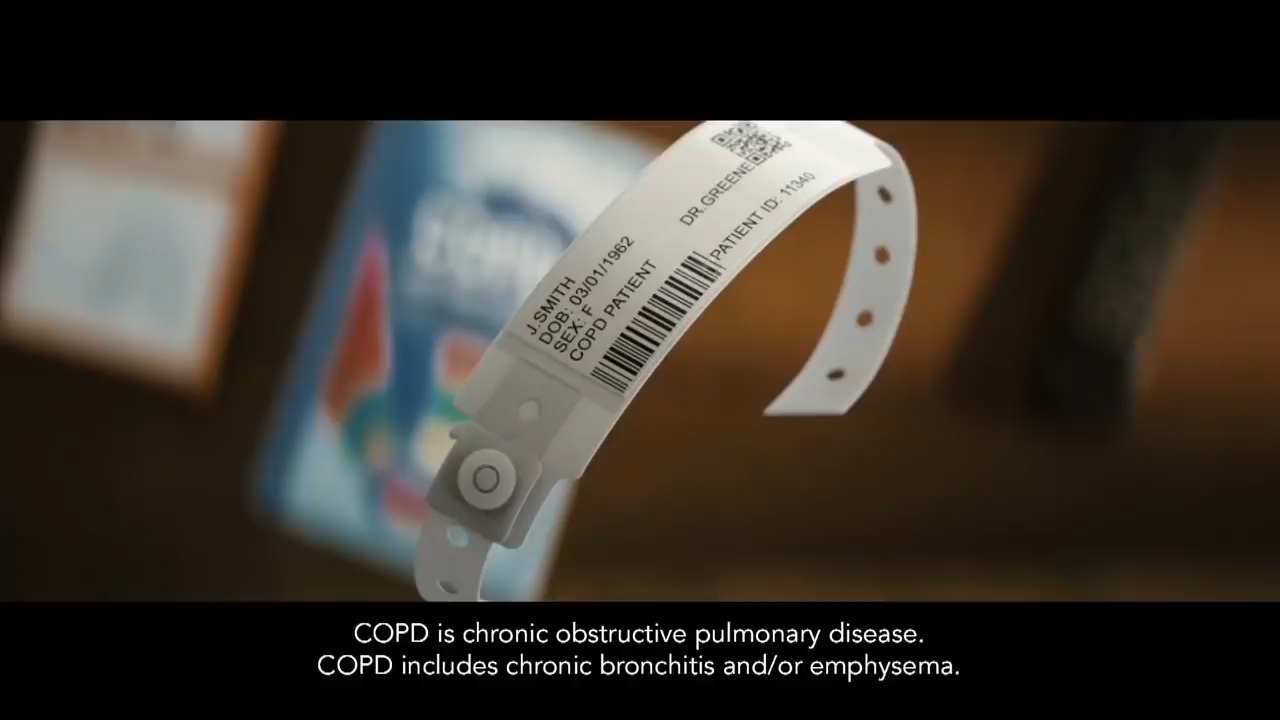 J.SMITH
DOB: 03/01/1962
SEX: F
COPD PATIENT
DR.GREENE
PATIENT ID: 11340
COPD is chronic obstructive pulmonary disease.
COPD includes chronic bronchitis and/or emphysema.